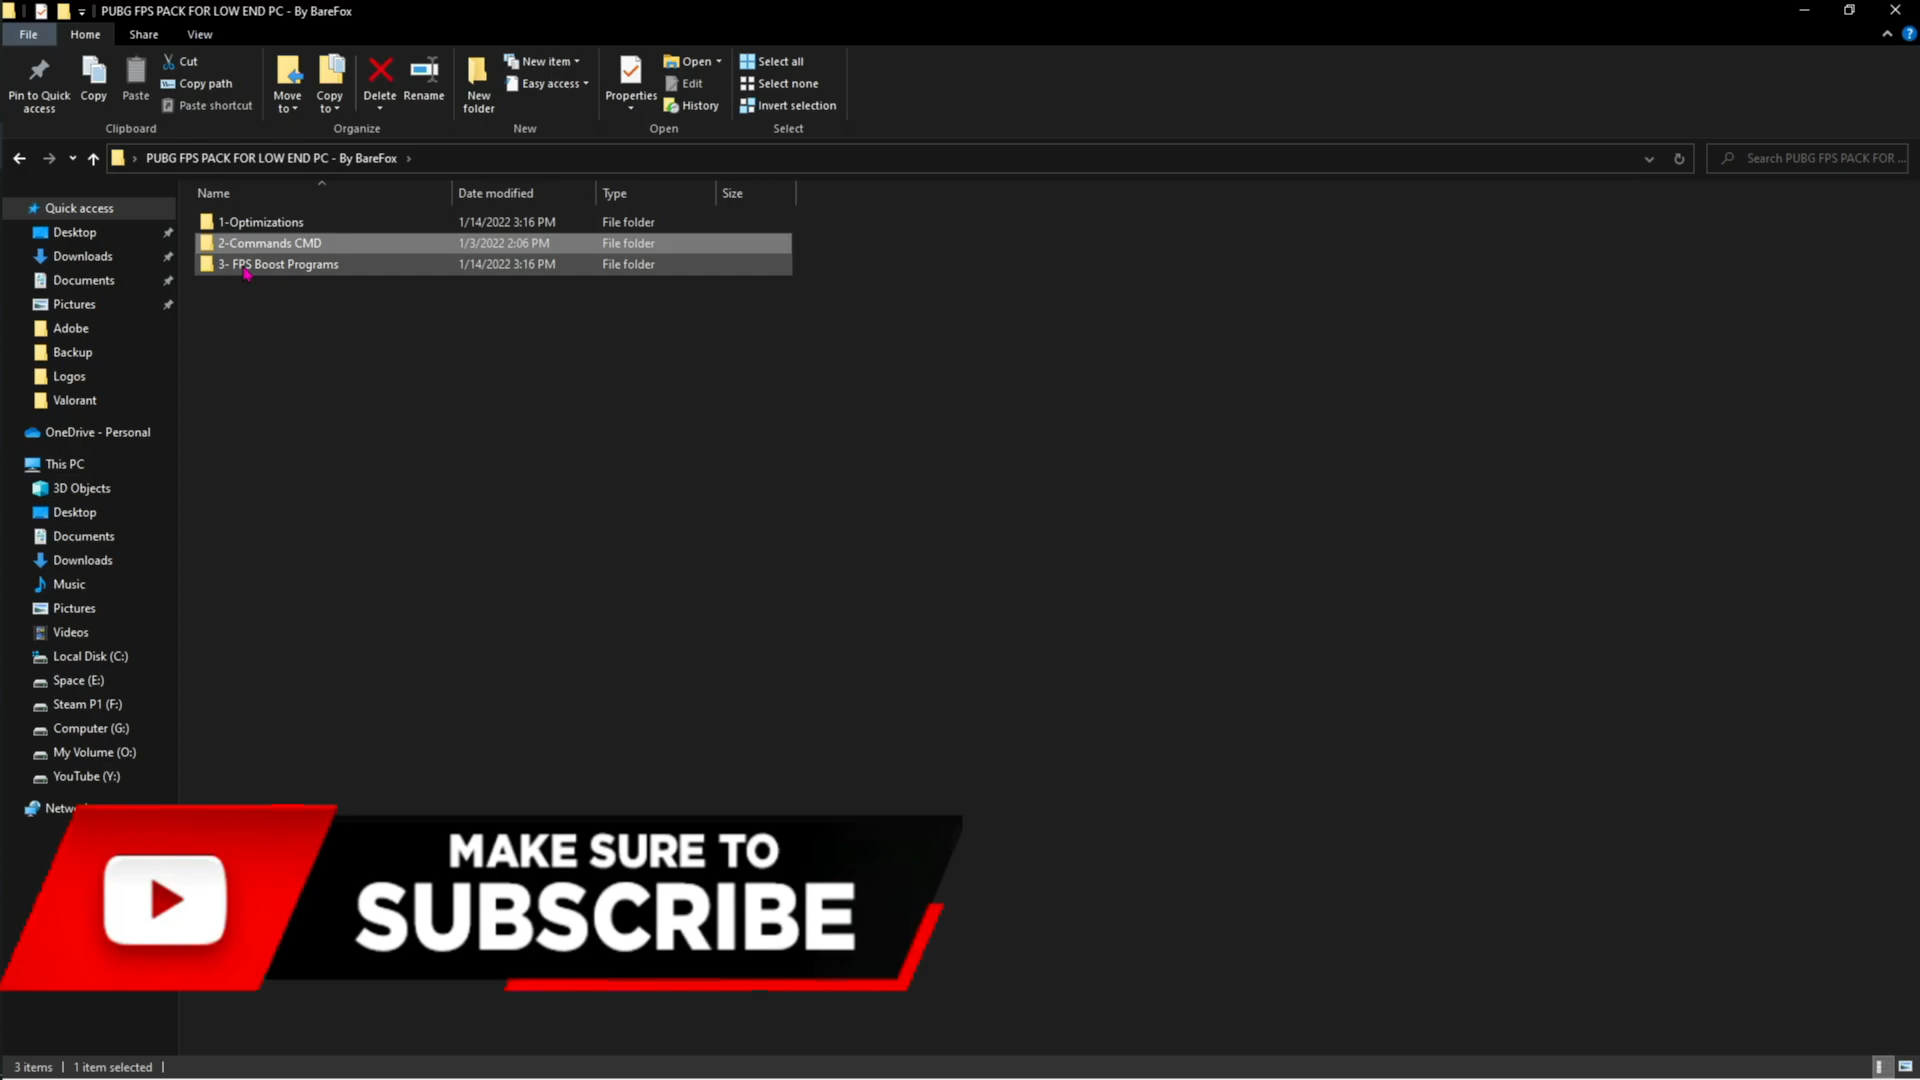 PUBG FPS PACK FOR LOW END PC - By BareFox
File Home Share View
Pin to Quick access
Copy
Paste
Cut
Copy path
Paste shortcut
Clipboard
Move to
Copy to
Delete
Rename
Organize
New folder
New item
Easy access
New
Properties
Open
Edit
History
Open
Select all
Select none
Invert selection
Select
PUBG FPS PACK FOR LOW END PC - By BareFox
Search PUBG FPS PACK FOR ...
Name Date modified Type Size
1-Optimizations 1/14/2022 3:16 PM File folder
2-Commands CMD 1/3/2022 2:06 PM File folder
3- FPS Boost Programs 1/14/2022 3:16 PM File folder
Quick access
Desktop
Downloads
Documents
Pictures
Adobe
Backup
Logos
Valorant
OneDrive - Personal
This PC
3D Objects
Desktop
Documents
Downloads
Music
Pictures
Videos
Local Disk (C:)
Space (E:)
Steam P1 (F:)
Computer (G:)
My Volume (O:)
YouTube (Y:)
MAKE SURE TO
SUBSCRIBE
3 items 1 item selected